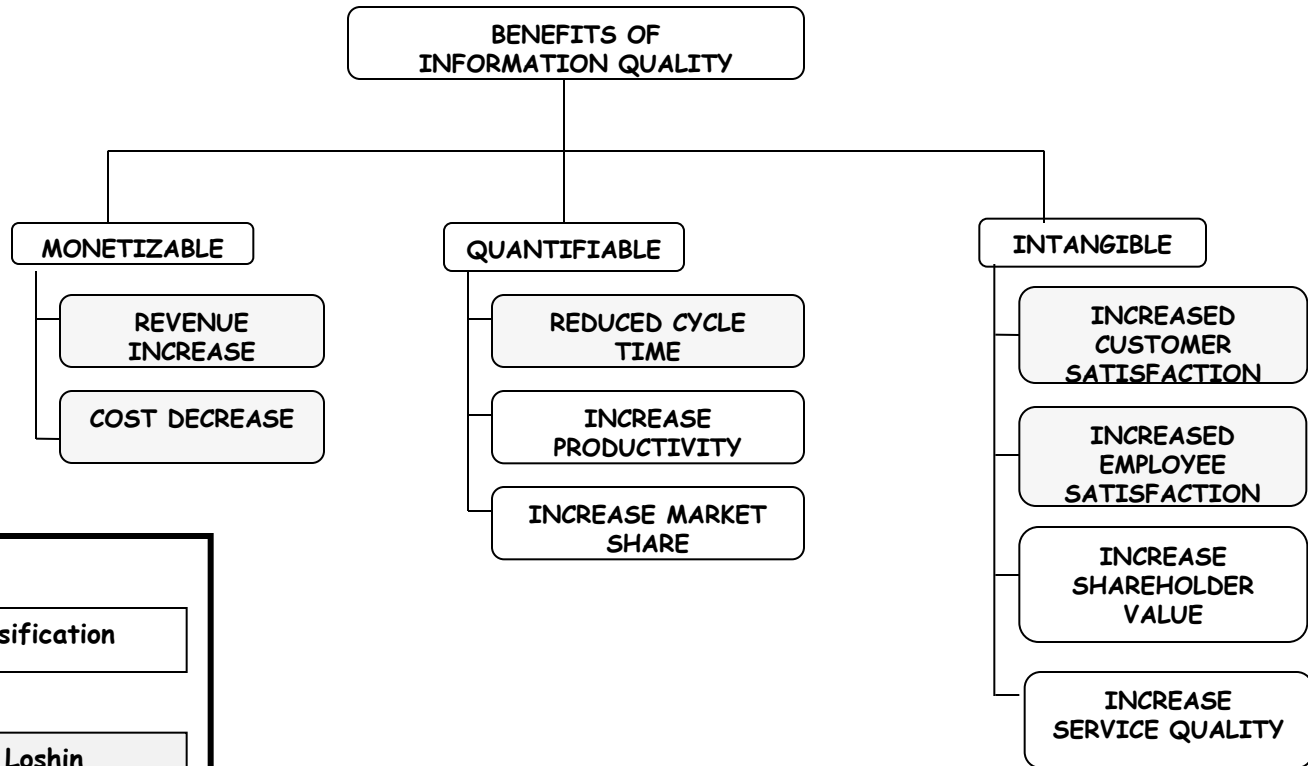 BENEFITS OF
INFORMATION QUALITY
MONETIZABLE
REVENUE
INCREASE
COST DECREASE
QUANTIFIABLE
REDUCED CYCLE
TIME
INCREASE
PRODUCTIVITY
INCREASE MARKET
SHARE
INTANGIBLE
INCREASED
CUSTOMER
SATISFACTION
INCREASED
EMPLOYEE
SATISFACTION
INCREASE
SHAREHOLDER
VALUE
INCREASE
SERVICE QUALITY
sification
Loshin